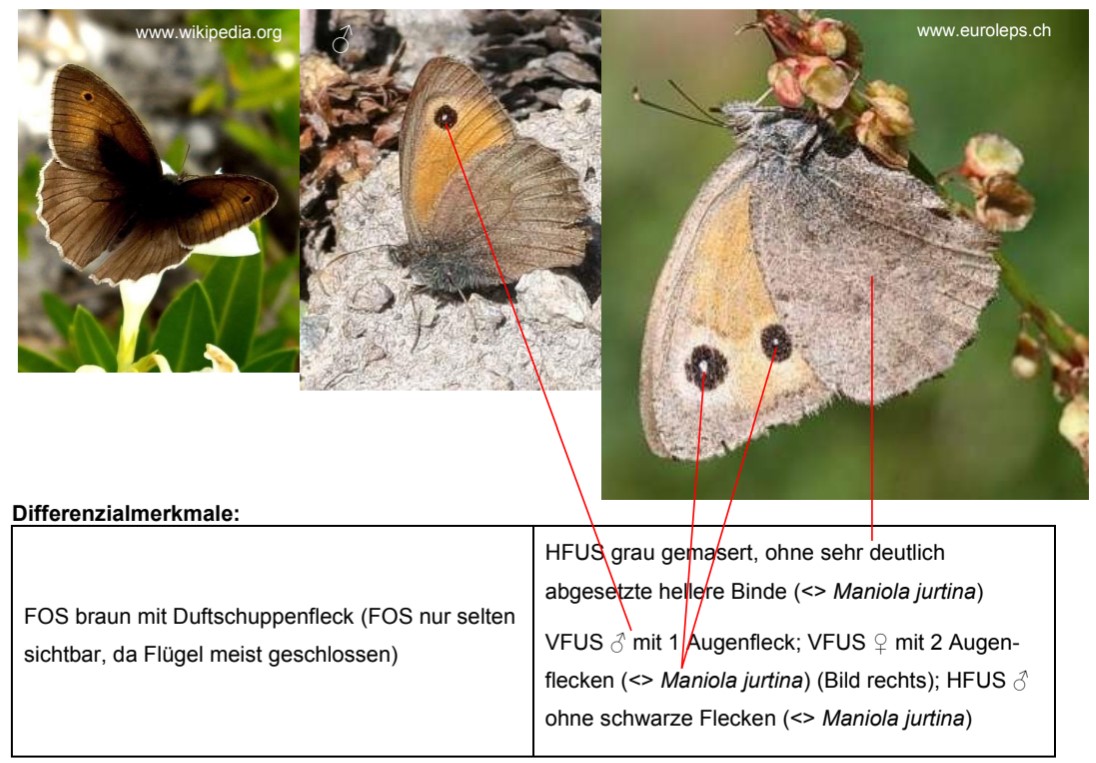 www.wikipedia.org
♂
www.euroleps.ch
Differenzialmerkmale:
FOS braun mit Duftschuppenfleck (FOS nur selten
sichtbar, da Flügel meist geschlossen)
HFUS grau gemasert, ohne sehr deutlich
abgesetzte hellere Binde (<> Maniola jurtina)
VFUS ♂ mit 1 Augenfleck; VFUS ♀ mit 2 Augen-
flecken (<> Maniola jurtina) (Bild rechts); HFUS ♂
ohne schwarze Flecken (<> Maniola jurtina)